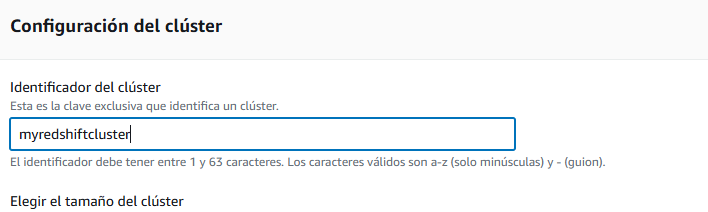 Configuración del clúster
Identificador del clúster
Esta es la clave exclusiva que identifica un clúster.
myredshiftcluster
El identificador debe tener entre 1 y 63 caracteres. Los caracteres válidos son a-z (solo minúsculas) y - (guion).
Elegir el tamaño del clúster